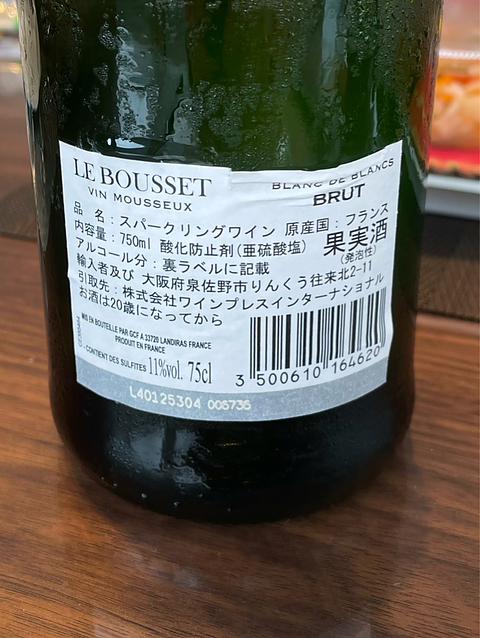 LE BOUSSET
VIN MOUSSEUX
BLANC DE BLANCS
BRUT
品 名:スパークリングワイン 原産国:フランス
内容量:750ml 酸化防止剤(亜硫酸塩)
果実酒
(発泡性)
アルコール分:裏ラベルに記載
輸入者及び 大阪府泉佐野市りんくう往来北2-11
引取先:株式会社ワインプレスインターナショナル
お酒は20歳になってから
MIS EN BOUTEILLE PAR GCF A 33720 LANDIRAS FRANCE
PRODUIT EN FRANCE
- CONTENT DES SULFITES 11%vol. 75cl
3 500610 164620
L40125304 006736